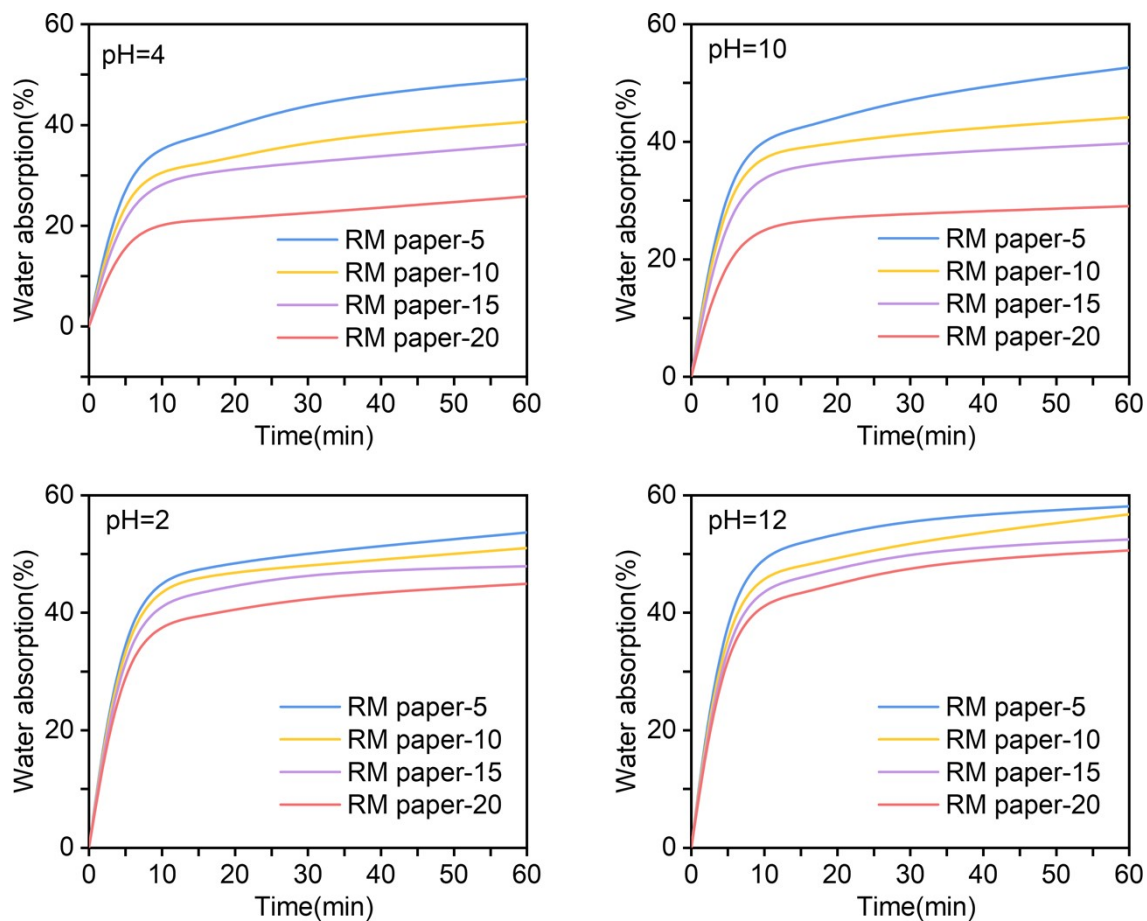 60
40
20
0
Water absorption(%)
pH=4
RM paper-5
RM paper-10
RM paper-15
RM paper-20
0 10 20 30 40 50 60
Time(min)
60
40
20
0
Water absorption(%)
pH=10
RM paper-5
RM paper-10
RM paper-15
RM paper-20
0 10 20 30 40 50 60
Time(min)
60
40
20
0
Water absorption(%)
pH=2
RM paper-5
RM paper-10
RM paper-15
RM paper-20
0 10 20 30 40 50 60
Time(min)
60
40
20
0
Water absorption(%)
pH=12
RM paper-5
RM paper-10
RM paper-15
RM paper-20
0 10 20 30 40 50 60
Time(min)